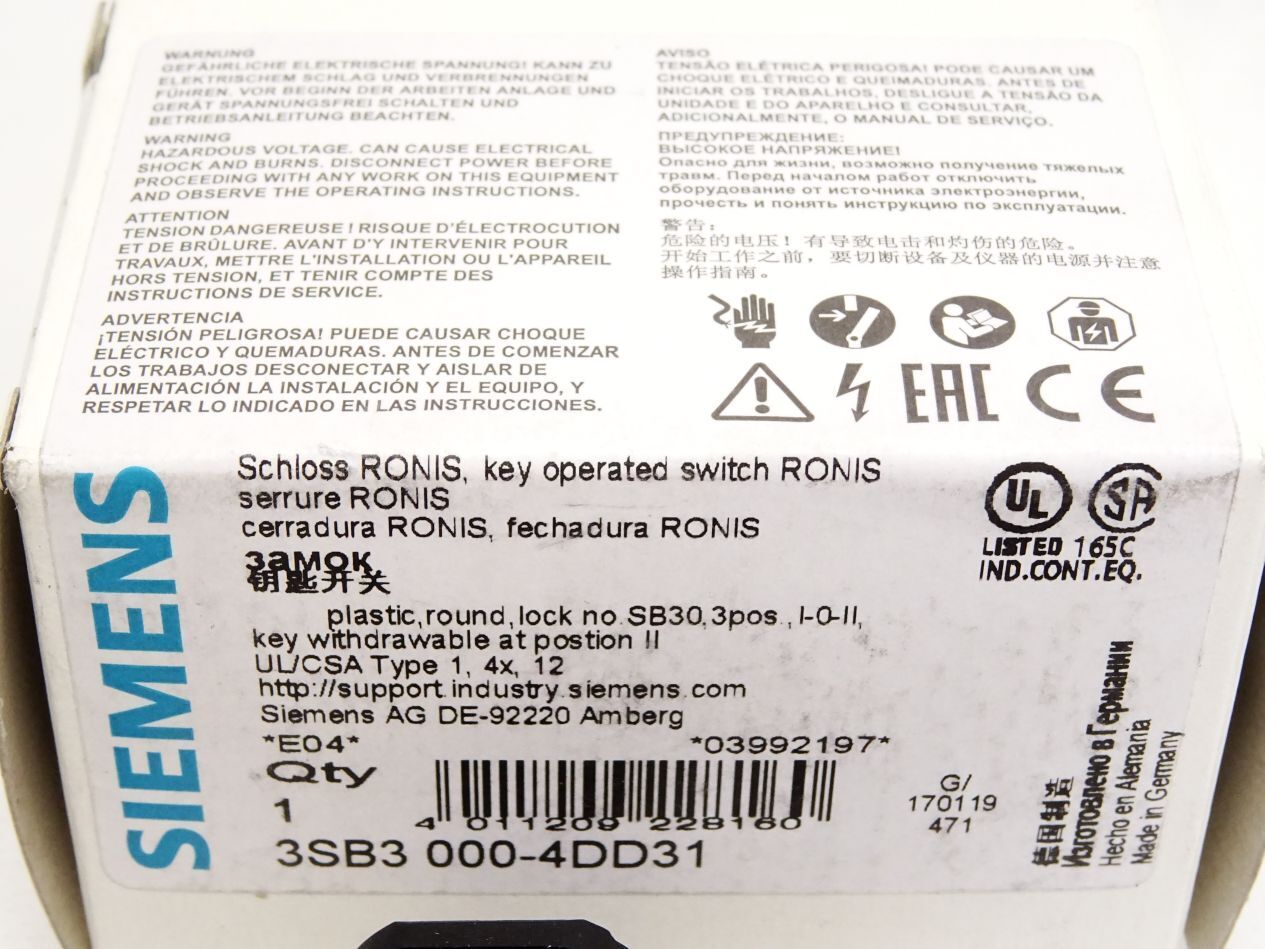 WARNUNG
GEFÄHRLICHE ELEKTRISCHE SPANNUNG! KANN ZU
ELEKTRISCHEM SCHLAG UND VERBRENNUNGEN
FÜHREN. VOR BEGINN DER ARBEITEN ANLAGE UND
GERÄT SPANNUNGSFREI SCHALTEN UND
BETRIEBSANLEITUNG BEACHTEN.
WARNING
HAZARDOUS VOLTAGE. CAN CAUSE ELECTRICAL
SHOCK AND BURNS. DISCONNECT POWER BEFORE
PROCEEDING WITH ANY WORK ON THIS EQUIPMENT
AND OBSERVE THE OPERATING INSTRUCTIONS.
ATTENTION
TENSION DANGEREUSE ! RISQUE D'ÉLECTROCUTION
ET DE BRÛLURE. AVANT D'Y INTERVENIR POUR
TRAVAUX, METTRE L'INSTALLATION OU L'APPAREIL
HORS TENSION, ET TENIR COMPTE DES
INSTRUCTIONS DE SERVICE.
ADVERTENCIA
¡TENSIÓN PELIGROSA! PUEDE CAUSAR CHOQUE
ELÉCTRICO Y QUEMADURAS. ANTES DE COMENZAR
LOS TRABAJOS DESCONECTAR Y AISLAR DE
ALIMENTACIÓN LA INSTALACIÓN Y EL EQUIPO, Y
RESPETAR LO INDICADO EN LAS INSTRUCCIONES.
AVISO
TENSÃO ELÉTRICA PERIGOSA! PODE CAUSAR UM
CHOQUE ELÉTRICO E QUEIMADURAS. ANTES DE
INICIAR OS TRABALHOS, DESLIGUE A TENSÃO DA
UNIDADE E DO APARELHO E CONSULTAR,
ADICIONALMENTE, O MANUAL DE SERVIÇO.
ПРЕДУПРЕЖДЕНИЕ:
ВЫСОКОЕ НАПРЯЖЕНИЕ!
Опасно для жизни, возможно получение тяжелых
травм. Перед началом работ отключить
оборудование от источника электроэнергии,
прочесть и понять инструкцию по эксплуатации.
警告:
危险的电压！有导致电击和灼伤的危险。
开始工作之前，要切断设备及仪器的电源并注意
操作指南。
EAC CE
SIEMENS
Schloss RONIS, key operated switch RONIS
serrure RONIS
cerradura RONIS, fechadura RONIS
замок
钥匙开关
plastic,round,lock no.SB30,3pos.,I-0-II,
key withdrawable at postion II
UL/CSA Type 1, 4x, 12
http://support.industry.siemens.com
Siemens AG DE-92220 Amberg
*E04* *03992197*
Qty
1
4 011209 228160
3SB3 000-4DD31
G/
170119
471
UL SA
LISTED 165C
IND.CONT.EQ.
德国制造
Изготовлено в Германии
Hecho en Alemania
Made in Germany